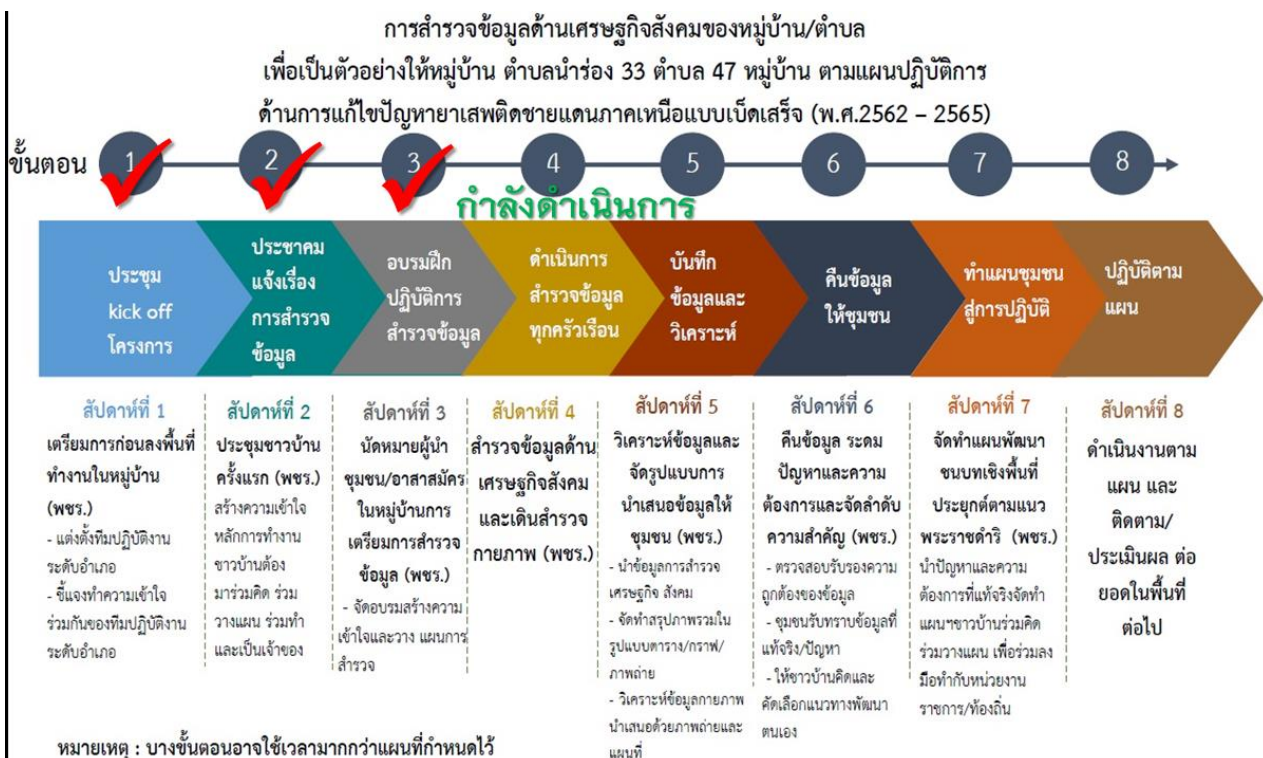 การสำรวจข้อมูลด้านเศรษฐกิจสังคมของหมู่บ้าน/ตำบล
เพื่อเป็นตัวอย่างให้หมู่บ้าน ตำบลนำร่อง 33 ตำบล 47 หมู่บ้าน ตามแผนปฏิบัติการ
ด้านการแก้ไขปัญหายาเสพติดชายแดนภาคเหนือแบบเบ็ดเสร็จ (พ.ศ.2562 – 2565)
ขั้นตอน 1 2 3 4 5 6 7 8
กำลังดำเนินการ
ประชุม
kick off
โครงการ
ประชาคม
แจ้งเรื่อง
การสำรวจ
ข้อมูล
อบรมฝึก
ปฏิบัติการ
สำรวจข้อมูล
ดำเนินการ
สำรวจข้อมูล
ทุกครัวเรือน
บันทึก
ข้อมูลและ
วิเคราะห์
คืนข้อมูล
ให้ชุมชน
ทำแผนชุมชน
สู่การปฏิบัติ
ปฏิบัติตาม
แผน
สัปดาห์ที่ 1
เตรียมการก่อนลงพื้นที่
ทำงานในหมู่บ้าน
(พชร.)
- แต่งตั้งทีมปฏิบัติงาน
ระดับอำเภอ
- ชี้แจงทำความเข้าใจ
ร่วมกันของทีมปฏิบัติงาน
ระดับอำเภอ
สัปดาห์ที่ 2
ประชุมชาวบ้าน
ครั้งแรก (พชร.)
สร้างความเข้าใจ
หลักการทำงาน
ชาวบ้านต้อง
มาร่วมคิด ร่วม
วางแผน ร่วมทำ
และเป็นเจ้าของ
สัปดาห์ที่ 3
นัดหมายผู้นำ
ชุมชน/อาสาสมัคร
ในหมู่บ้านการ
เตรียมการสำรวจ
ข้อมูล (พชร.)
- จัดอบรมสร้างความ
เข้าใจและวาง แผนการ
สำรวจ
สัปดาห์ที่ 4
สำรวจข้อมูลด้าน
เศรษฐกิจสังคม
และเดินสำรวจ
กายภาพ (พชร.)
สัปดาห์ที่ 5
วิเคราะห์ข้อมูลและ
จัดรูปแบบการ
นำเสนอข้อมูลให้
ชุมชน (พชร.)
- นำข้อมูลการสำรวจ
เศรษฐกิจ สังคม
- จัดทำสรุปภาพรวมใน
รูปแบบตาราง/กราฟ/
ภาพถ่าย
- วิเคราะห์ข้อมูลกายภาพ
นำเสนอด้วยภาพถ่ายและ
แผนที่
สัปดาห์ที่ 6
คืนข้อมูล ระดม
ปัญหาและความ
ต้องการและจัดลำดับ
ความสำคัญ (พชร.)
- ตรวจสอบรับรองความ
ถูกต้องของข้อมูล
- ชุมชนรับทราบข้อมูลที่
แท้จริง/ปัญหา
- ให้ชาวบ้านคิดและ
คัดเลือกแนวทางพัฒนา
ตนเอง
สัปดาห์ที่ 7
จัดทำแผนพัฒนา
ชนบทเชิงพื้นที่
ประยุกต์ตามแนว
พระราชดำริ (พชร.)
นำปัญหาและความ
ต้องการที่แท้จริงจัดทำ
แผนฯชาวบ้านร่วมคิด
ร่วมวางแผน เพื่อร่วมลง
มือทำกับหน่วยงาน
ราชการ/ท้องถิ่น
สัปดาห์ที่ 8
ดำเนินงานตาม
แผน และ
ติดตาม/
ประเมินผล ต่อ
ยอดในพื้นที่
ต่อไป
หมายเหตุ : บางขั้นตอนอาจใช้เวลามากกว่าแผนที่กำหนดไว้